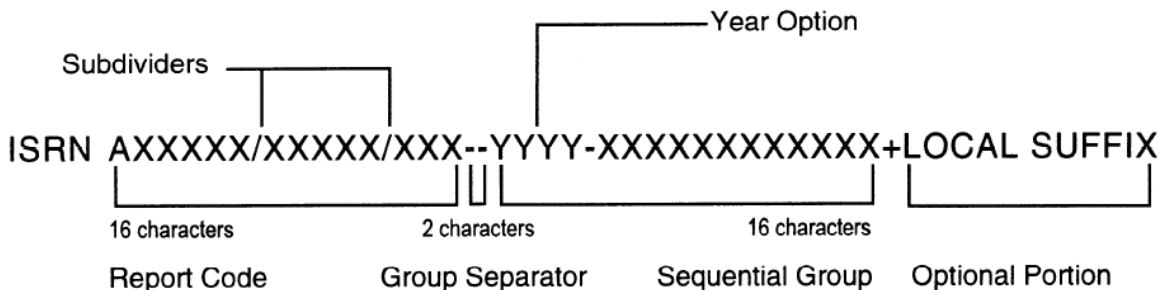 Year Option
Subdividers
ISRN AXXXXX/XXXXX/XXX--YYYY-XXXXXXXXXXXX+LOCAL SUFFIX
16 characters 2 characters 16 characters
Report Code Group Separator Sequential Group Optional Portion